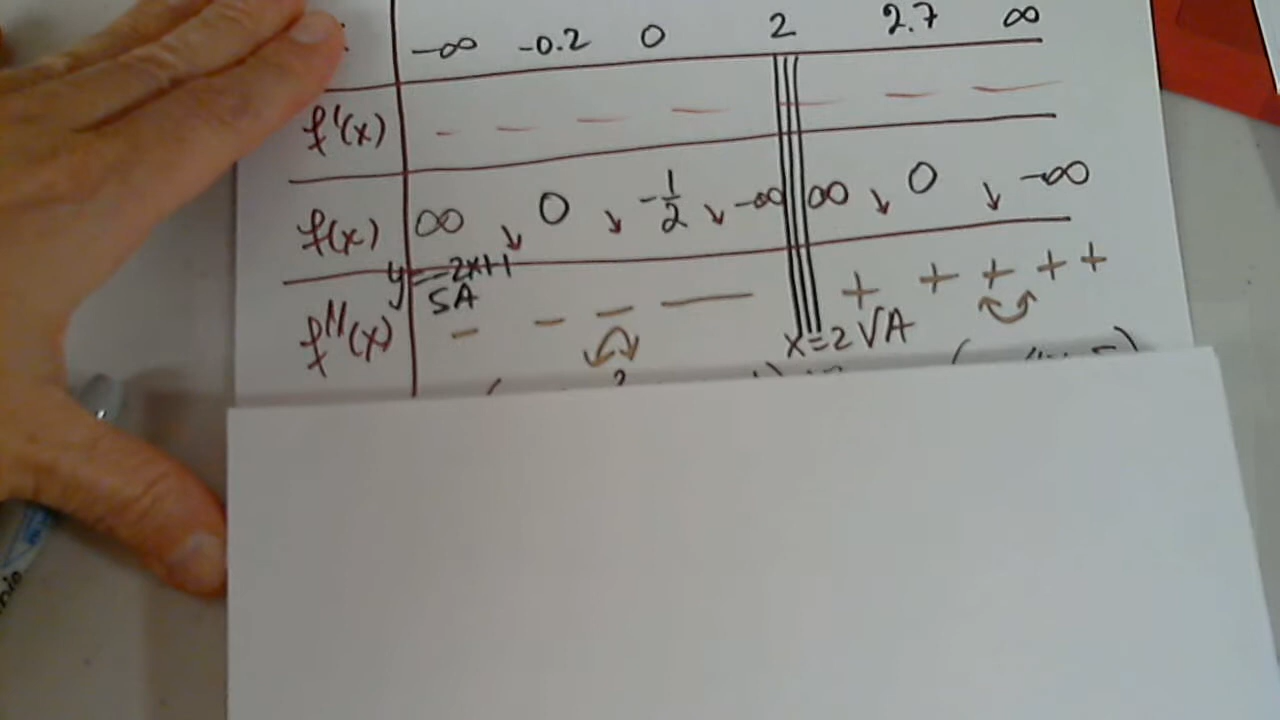 -∞ -0.2 0 2 2.7 ∞
f'(x) - - - - - - -
f(x) ∞ ↘ 0 ↘ -1/2 ↘ -∞ ∞ ↘ 0 ↘ -∞
y=-2x+1
SA
f''(x) - - - - + + + + +
x=2 VA